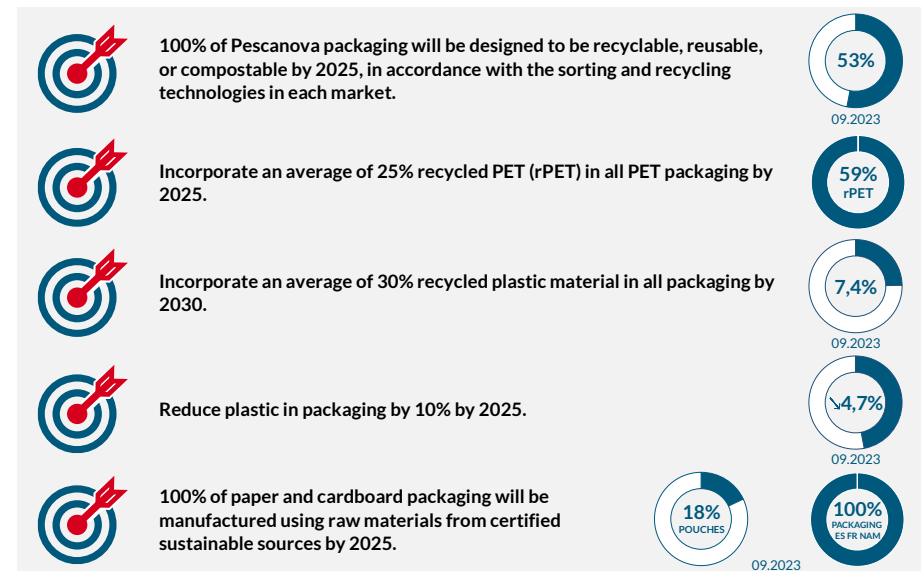 100% of Pescanova packaging will be designed to be recyclable, reusable,
or compostable by 2025, in accordance with the sorting and recycling
technologies in each market.
53%
09.2023
Incorporate an average of 25% recycled PET (rPET) in all PET packaging by
2025.
59%
rPET
Incorporate an average of 30% recycled plastic material in all packaging by
2030.
7,4%
09.2023
Reduce plastic in packaging by 10% by 2025.
↘4,7%
09.2023
100% of paper and cardboard packaging will be
manufactured using raw materials from certified
sustainable sources by 2025.
18%
POUCHES
100%
PACKAGING
ES FR NAM
09.2023